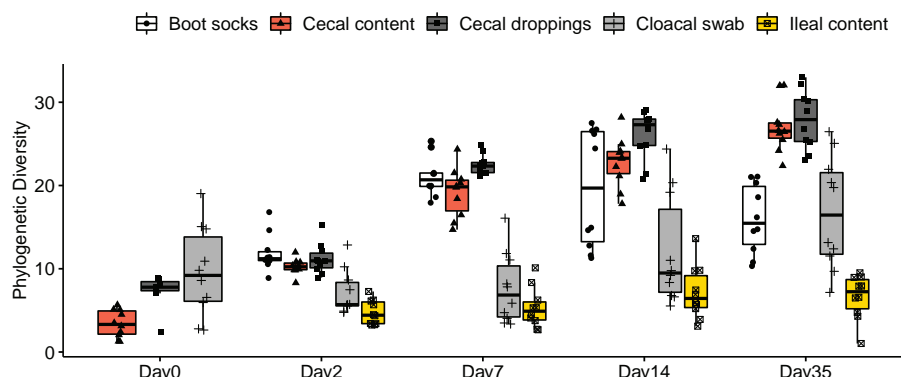 Boot socks Cecal content Cecal droppings Cloacal swab Ileal content
Phylogenetic Diversity
30
20
10
0
Day0 Day2 Day7 Day14 Day35